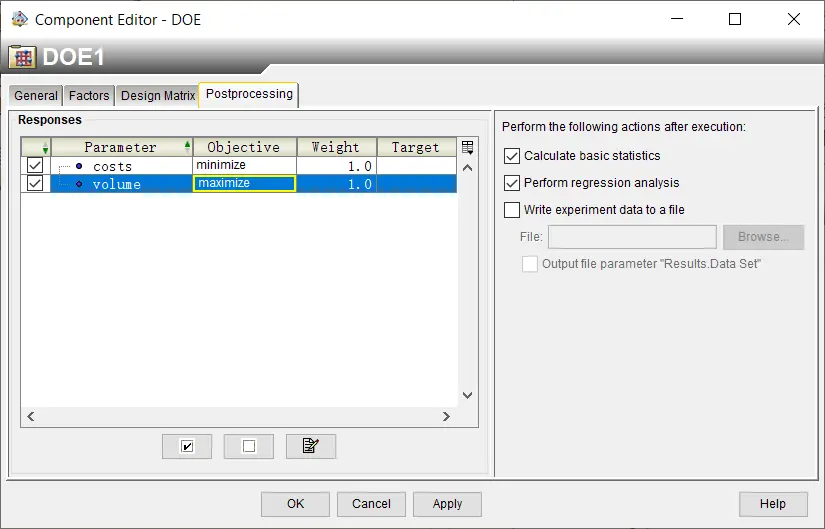 Component Editor - DOE
DOE1
General Factors Design Matrix Postprocessing
Responses
Parameter Objective Weight Target
costs minimize 1.0
volume maximize 1.0
Perform the following actions after execution:
Calculate basic statistics
Perform regression analysis
Write experiment data to a file
File: Browse...
Output file parameter "Results.Data Set"
OK Cancel Apply Help